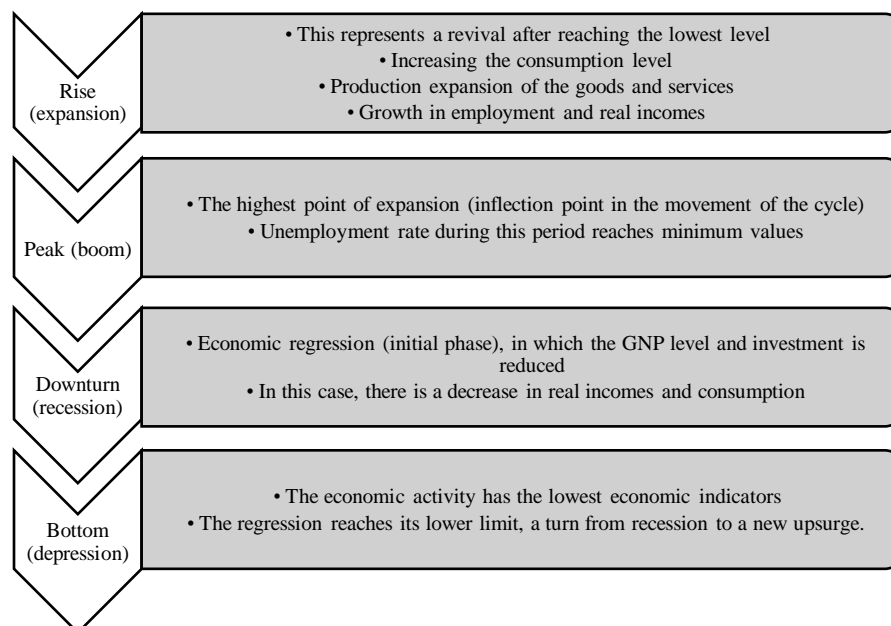 Rise
(expansion)
• This represents a revival after reaching the lowest level
• Increasing the consumption level
• Production expansion of the goods and services
• Growth in employment and real incomes
Peak (boom)
• The highest point of expansion (inflection point in the movement of the cycle)
• Unemployment rate during this period reaches minimum values
Downturn
(recession)
• Economic regression (initial phase), in which the GNP level and investment is
reduced
• In this case, there is a decrease in real incomes and consumption
Bottom
(depression)
• The economic activity has the lowest economic indicators
• The regression reaches its lower limit, a turn from recession to a new upsurge.